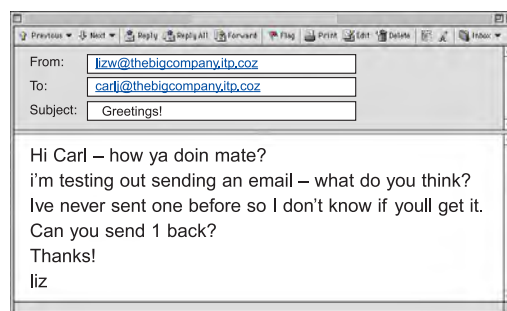 Previous Next Reply Reply All Forward Flag Print Edit Delete Inbox
From: lizw@thebigcompany.itp.coz
To: carlj@thebigcompany.itp.coz
Subject: Greetings!
Hi Carl – how ya doin mate?
i'm testing out sending an email – what do you think?
Ive never sent one before so I don't know if youll get it.
Can you send 1 back?
Thanks!
liz